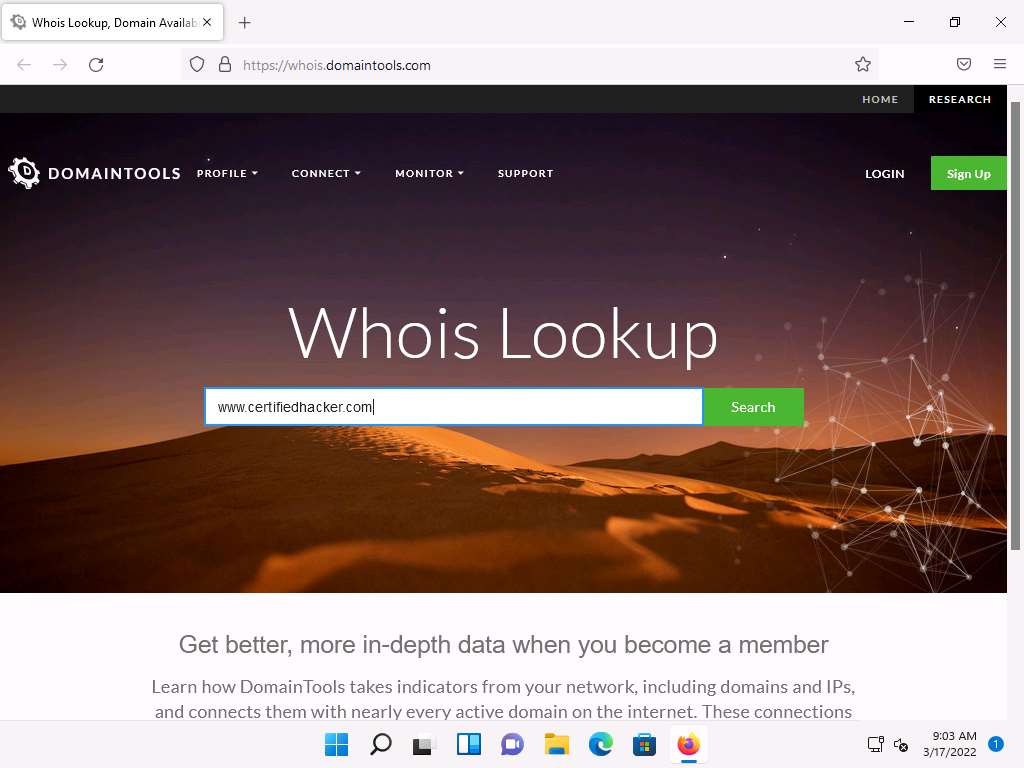 Whois Lookup, Domain Availab
https://whois.domaintools.com
HOME RESEARCH
DOMAINTOOLS PROFILE CONNECT MONITOR SUPPORT LOGIN Sign Up
Whois Lookup
www.certifiedhacker.com Search
Get better, more in-depth data when you become a member
Learn how DomainTools takes indicators from your network, including domains and IPs,
and connects them with nearly every active domain on the internet. These connections
9:03 AM
3/17/2022
1